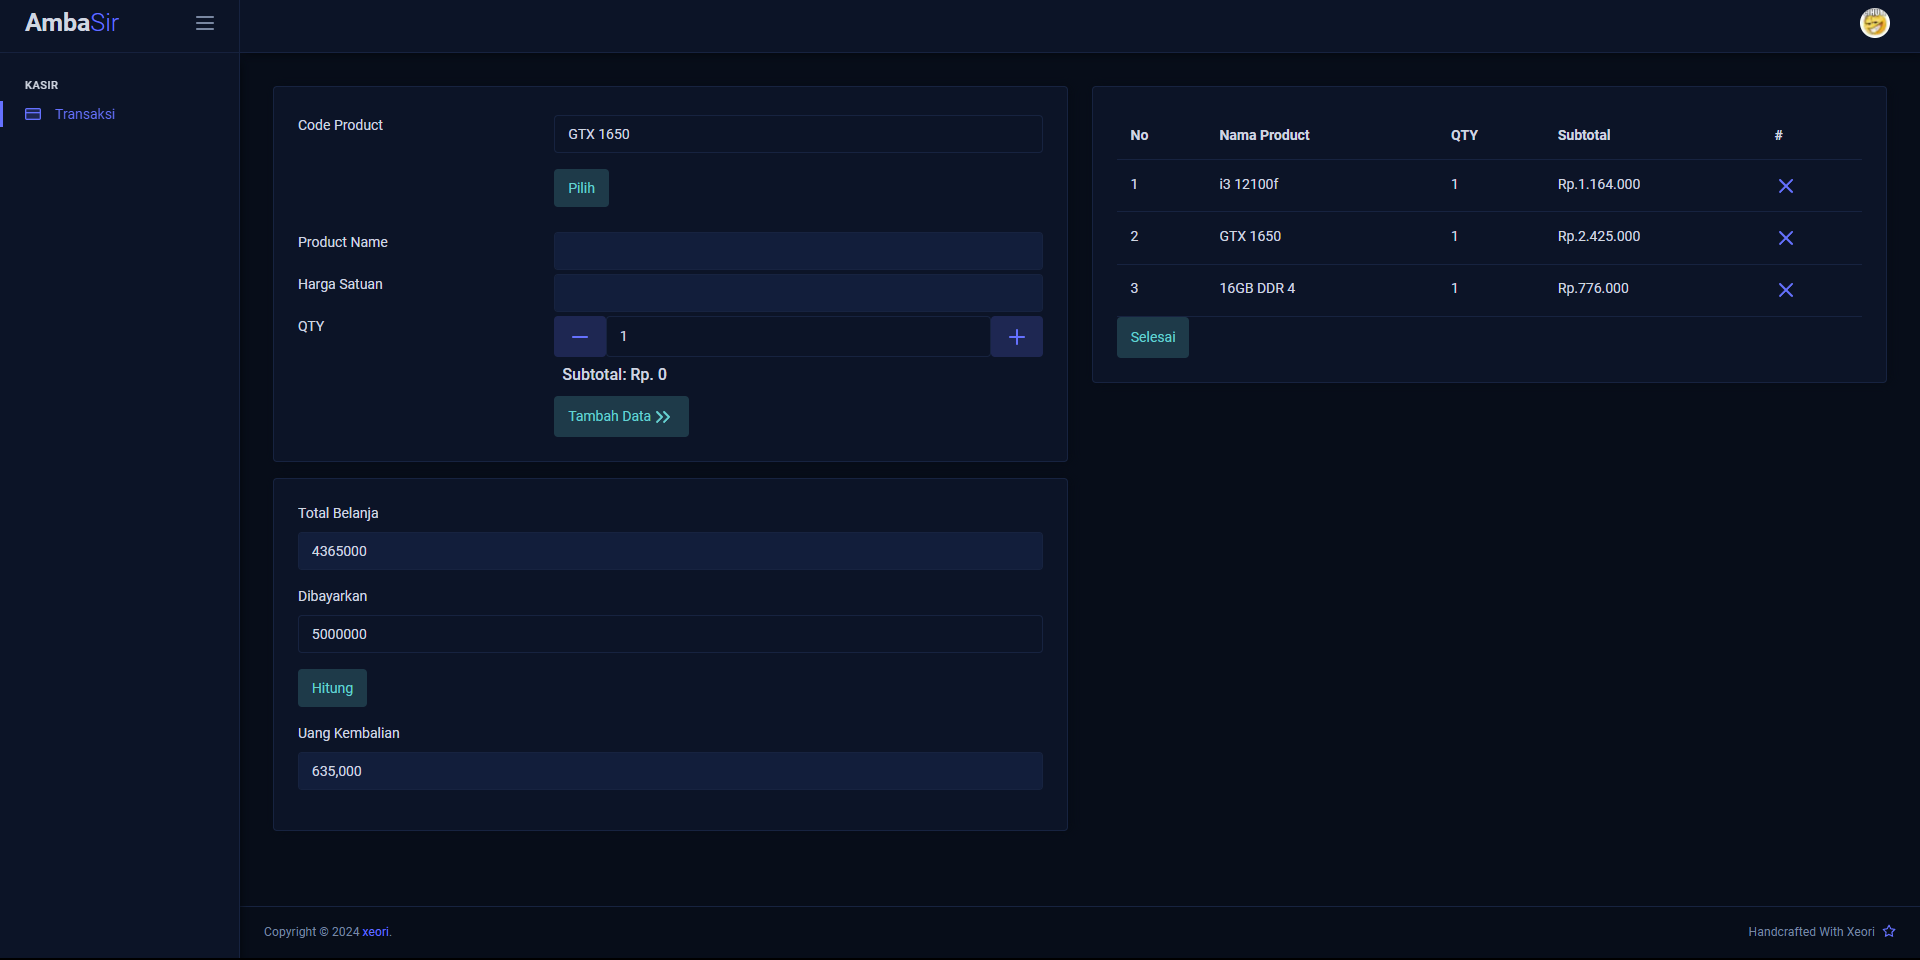 AmbaSir
KASIR
Transaksi
Code Product
GTX 1650
Pilih
Product Name
Harga Satuan
QTY
1
Subtotal: Rp. 0
Tambah Data
Total Belanja
4365000
Dibayarkan
5000000
Hitung
Uang Kembalian
635,000
No Nama Product QTY Subtotal #
1 i3 12100f 1 Rp.1.164.000
2 GTX 1650 1 Rp.2.425.000
3 16GB DDR 4 1 Rp.776.000
Selesai
Copyright © 2024 xeori.
Handcrafted With Xeori